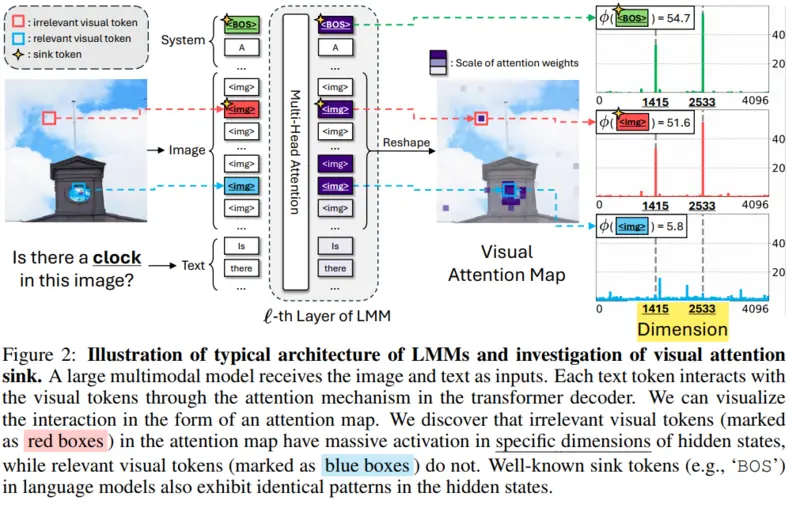 : irrelevant visual token
: relevant visual token
: sink token
System
<BOS>
A
...
<BOS>
A
...
Image
<img>
<img>
<img>
...
<img>
<img>
<img>
...
<img>
<img>
<img>
...
<img>
<img>
<img>
...
Text
Is
there
...
Is
there
...
Multi-Head Attention
ℓ-th Layer of LMM
Is there a clock
in this image?
Reshape
: Scale of attention weights
Visual
Attention Map
ϕ( <BOS> ) = 54.7
40
20
0 1415 2533 4096
ϕ( <img> ) = 51.6
40
20
0 1415 2533 4096
ϕ( <img> ) = 5.8
40
20
0 1415 2533 4096
Dimension
Figure 2: Illustration of typical architecture of LMMs and investigation of visual attention
sink. A large multimodal model receives the image and text as inputs. Each text token interacts with
the visual tokens through the attention mechanism in the transformer decoder. We can visualize
the interaction in the form of an attention map. We discover that irrelevant visual tokens (marked
as red boxes) in the attention map have massive activation in specific dimensions of hidden states,
while relevant visual tokens (marked as blue boxes) do not. Well-known sink tokens (e.g., ‘BOS’)
in language models also exhibit identical patterns in the hidden states.